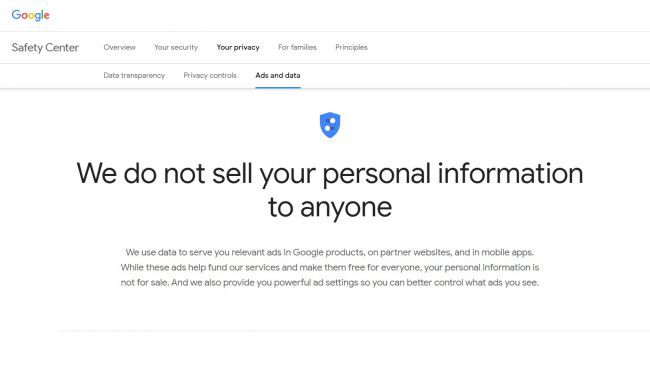 Google
Safety Center
Overview Your security Your privacy For families Principles
Data transparency Privacy controls Ads and data
We do not sell your personal information
to anyone
We use data to serve you relevant ads in Google products, on partner websites, and in mobile apps.
While these ads help fund our services and make them free for everyone, your personal information is
not for sale. And we also provide you powerful ad settings so you can better control what ads you see.